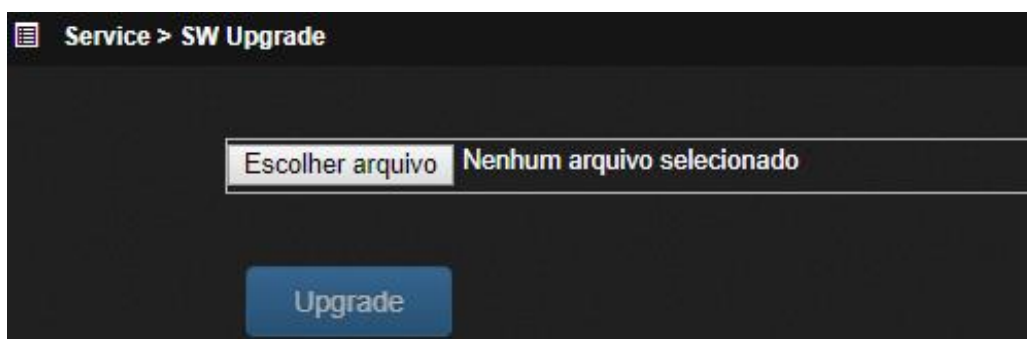 Service > SW Upgrade
Escolher arquivo Nenhum arquivo selecionado
Upgrade